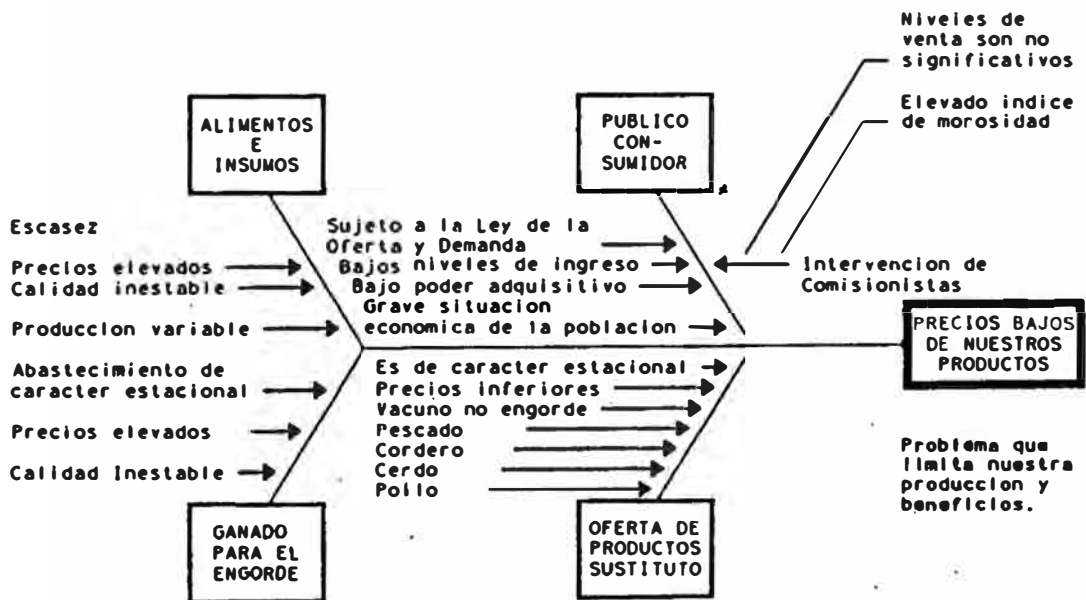 Niveles de
venta son no
significativos
Elevado indice
de morosidad
ALIMENTOS
E
INSUMOS
PUBLICO
CON-
SUMIDOR
Escasez
Precios elevados
Calidad inestable
Produccion variable
Sujeto a la Ley de la
Oferta y Demanda
Bajos niveles de ingreso
Bajo poder adquisitivo
Grave situacion
economica de la poblacion
Intervencion de
Comisionistas
PRECIOS BAJOS
DE NUESTROS
PRODUCTOS
Abastecimiento de
caracter estacional
Precios elevados
Calidad Inestable
Es de caracter estacional
Precios inferiores
Vacuno no engorde
Pescado
Cordero
Cerdo
Pollo
Problema que
limita nuestra
produccion y
beneficios.
GANADO
PARA EL
ENGORDE
OFERTA DE
PRODUCTOS
SUSTITUTO